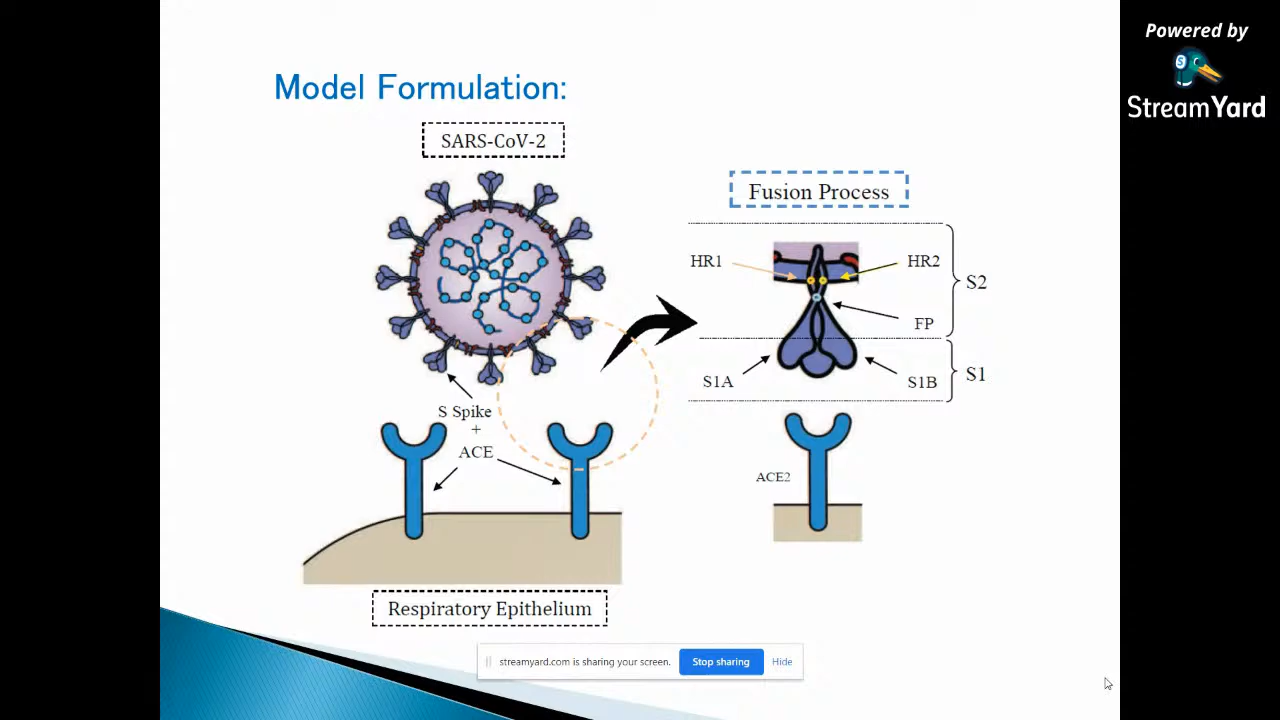 Powered by
S
StreamYard
Model Formulation:
SARS-CoV-2
Fusion Process
HR1
HR2
S2
FP
S1A
S1B
S1
S Spike
+
ACE
ACE2
Respiratory Epithelium
streamyard.com is sharing your screen.
Stop sharing
Hide